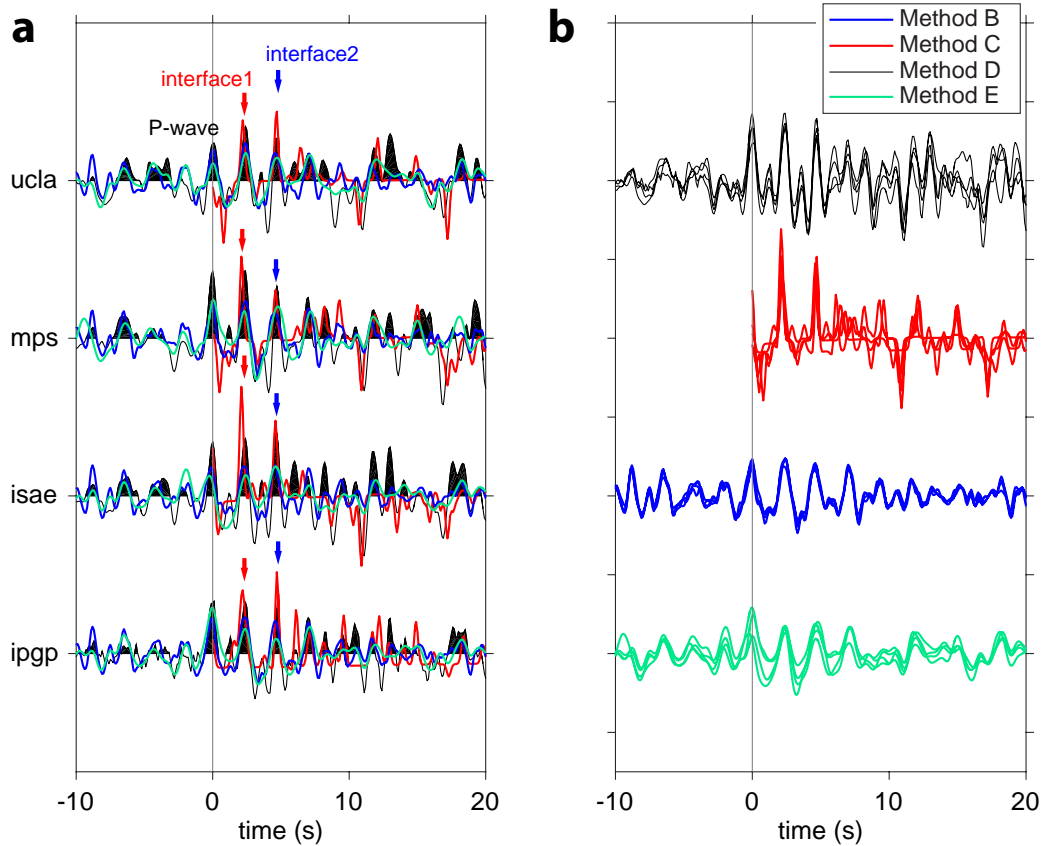 a
interface2
interface1
P-wave
ucla
mps
isae
ipgp
-10 0 10 20
time (s)
b
Method B
Method C
Method D
Method E
-10 0 10 20
time (s)